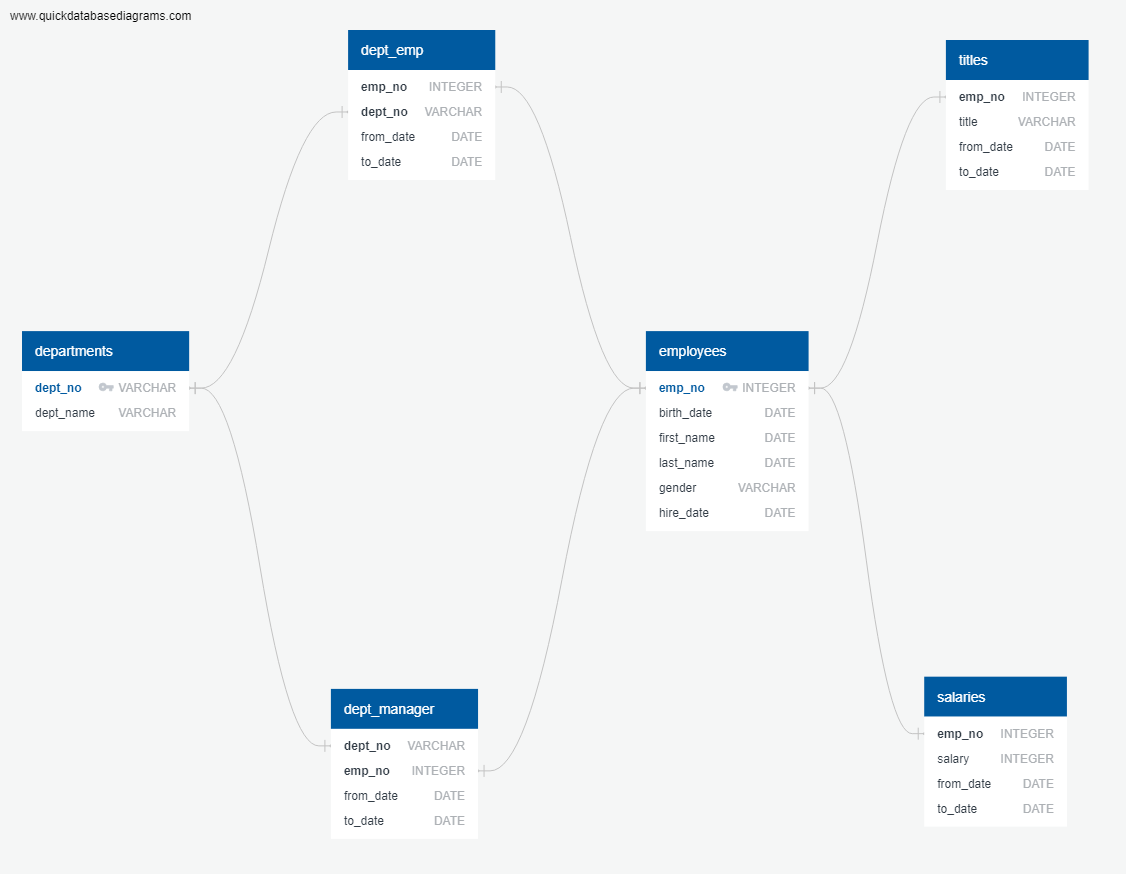 www.quickdatabasediagrams.com
dept_emp
emp_no INTEGER
dept_no VARCHAR
from_date DATE
to_date DATE
titles
emp_no INTEGER
title VARCHAR
from_date DATE
to_date DATE
departments
dept_no VARCHAR
dept_name VARCHAR
employees
emp_no INTEGER
birth_date DATE
first_name DATE
last_name DATE
gender VARCHAR
hire_date DATE
dept_manager
dept_no VARCHAR
emp_no INTEGER
from_date DATE
to_date DATE
salaries
emp_no INTEGER
salary INTEGER
from_date DATE
to_date DATE